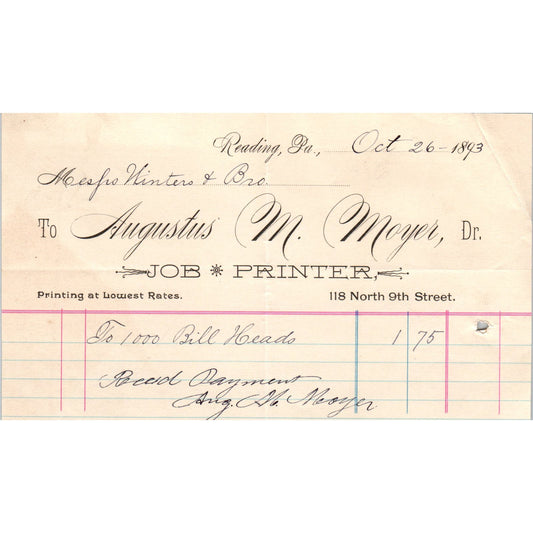 Reading, Pa., Oct 26 - 1893
Messrs Winters & Bro.
To Augustus M. Moyer, Dr.
JOB * PRINTER,
Printing at Lowest Rates. 118 North 9th Street.
To 1000 Bill Heads 1 75
Recd Payment
Aug. M. Moyer